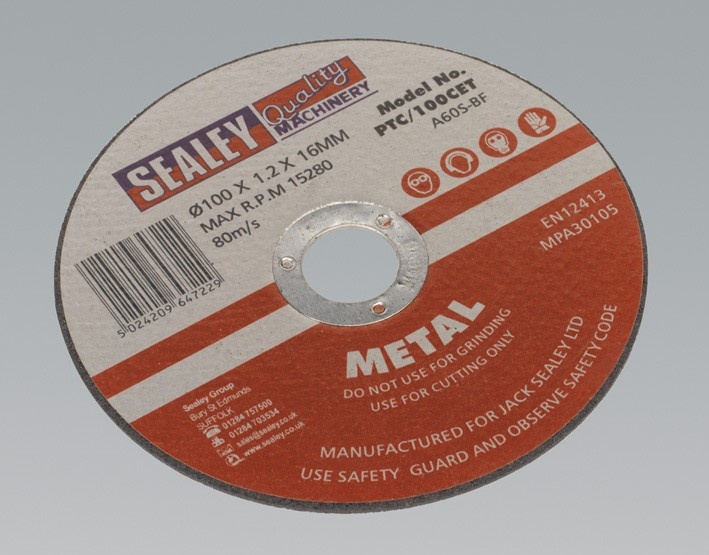 SEALEY
Quality
MACHINERY
Ø100 X 1.2 X 16MM
MAX R.P.M 15280
80m/s
Model No.
PTC/100CET
A60S-BF
5 024209 647229
EN12413
MPA30105
METAL
DO NOT USE FOR GRINDING
USE FOR CUTTING ONLY
Sealey Group
Bury St Edmunds
SUFFOLK
01284 757500
01284 703534
sales@sealey.co.uk
www.sealey.co.uk
MANUFACTURED FOR JACK SEALEY LTD
USE SAFETY GUARD AND OBSERVE SAFETY CODE